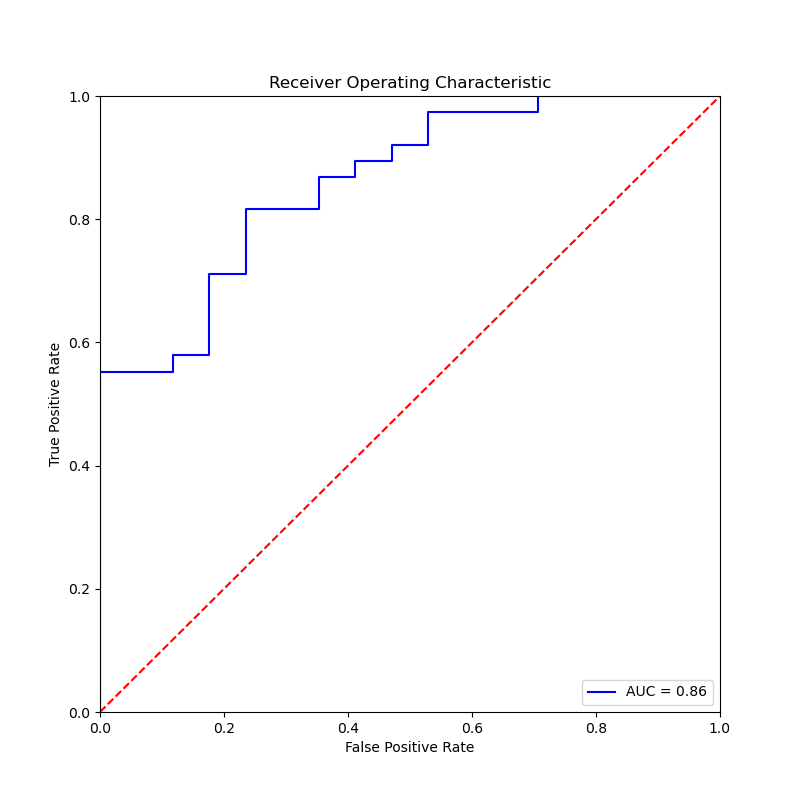 Receiver Operating Characteristic
1.0
0.8
0.6
0.4
0.2
0.0
True Positive Rate
AUC = 0.86
0.0 0.2 0.4 0.6 0.8 1.0
False Positive Rate